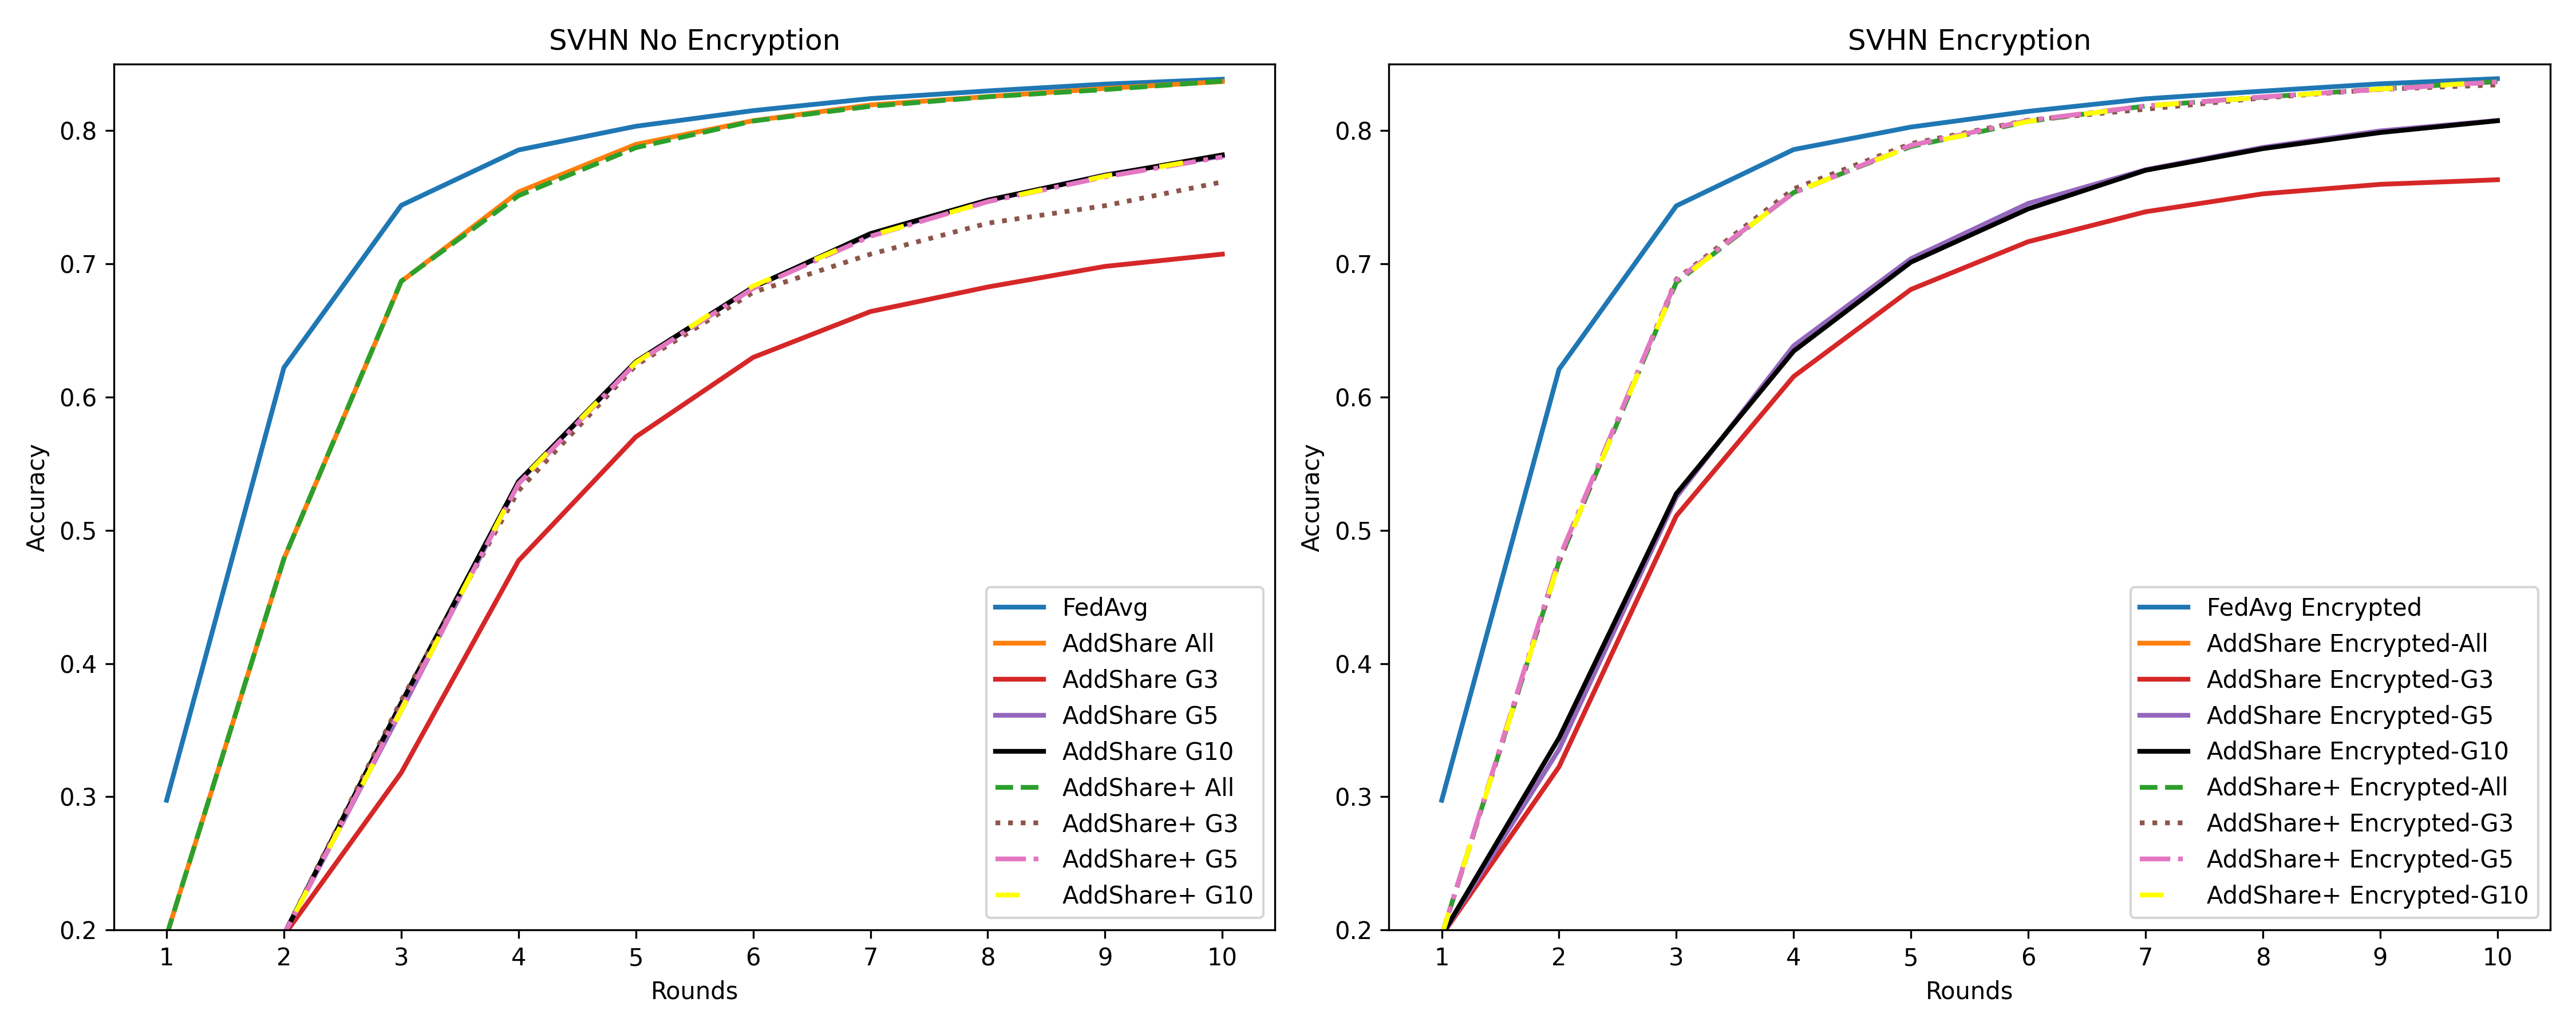 SVHN No Encryption
Accuracy
0.8
0.7
0.6
0.5
0.4
0.3
0.2
1 2 3 4 5 6 7 8 9 10
Rounds
FedAvg
AddShare All
AddShare G3
AddShare G5
AddShare G10
AddShare+ All
AddShare+ G3
AddShare+ G5
AddShare+ G10
SVHN Encryption
Accuracy
0.8
0.7
0.6
0.5
0.4
0.3
0.2
1 2 3 4 5 6 7 8 9 10
Rounds
FedAvg Encrypted
AddShare Encrypted-All
AddShare Encrypted-G3
AddShare Encrypted-G5
AddShare Encrypted-G10
AddShare+ Encrypted-All
AddShare+ Encrypted-G3
AddShare+ Encrypted-G5
AddShare+ Encrypted-G10